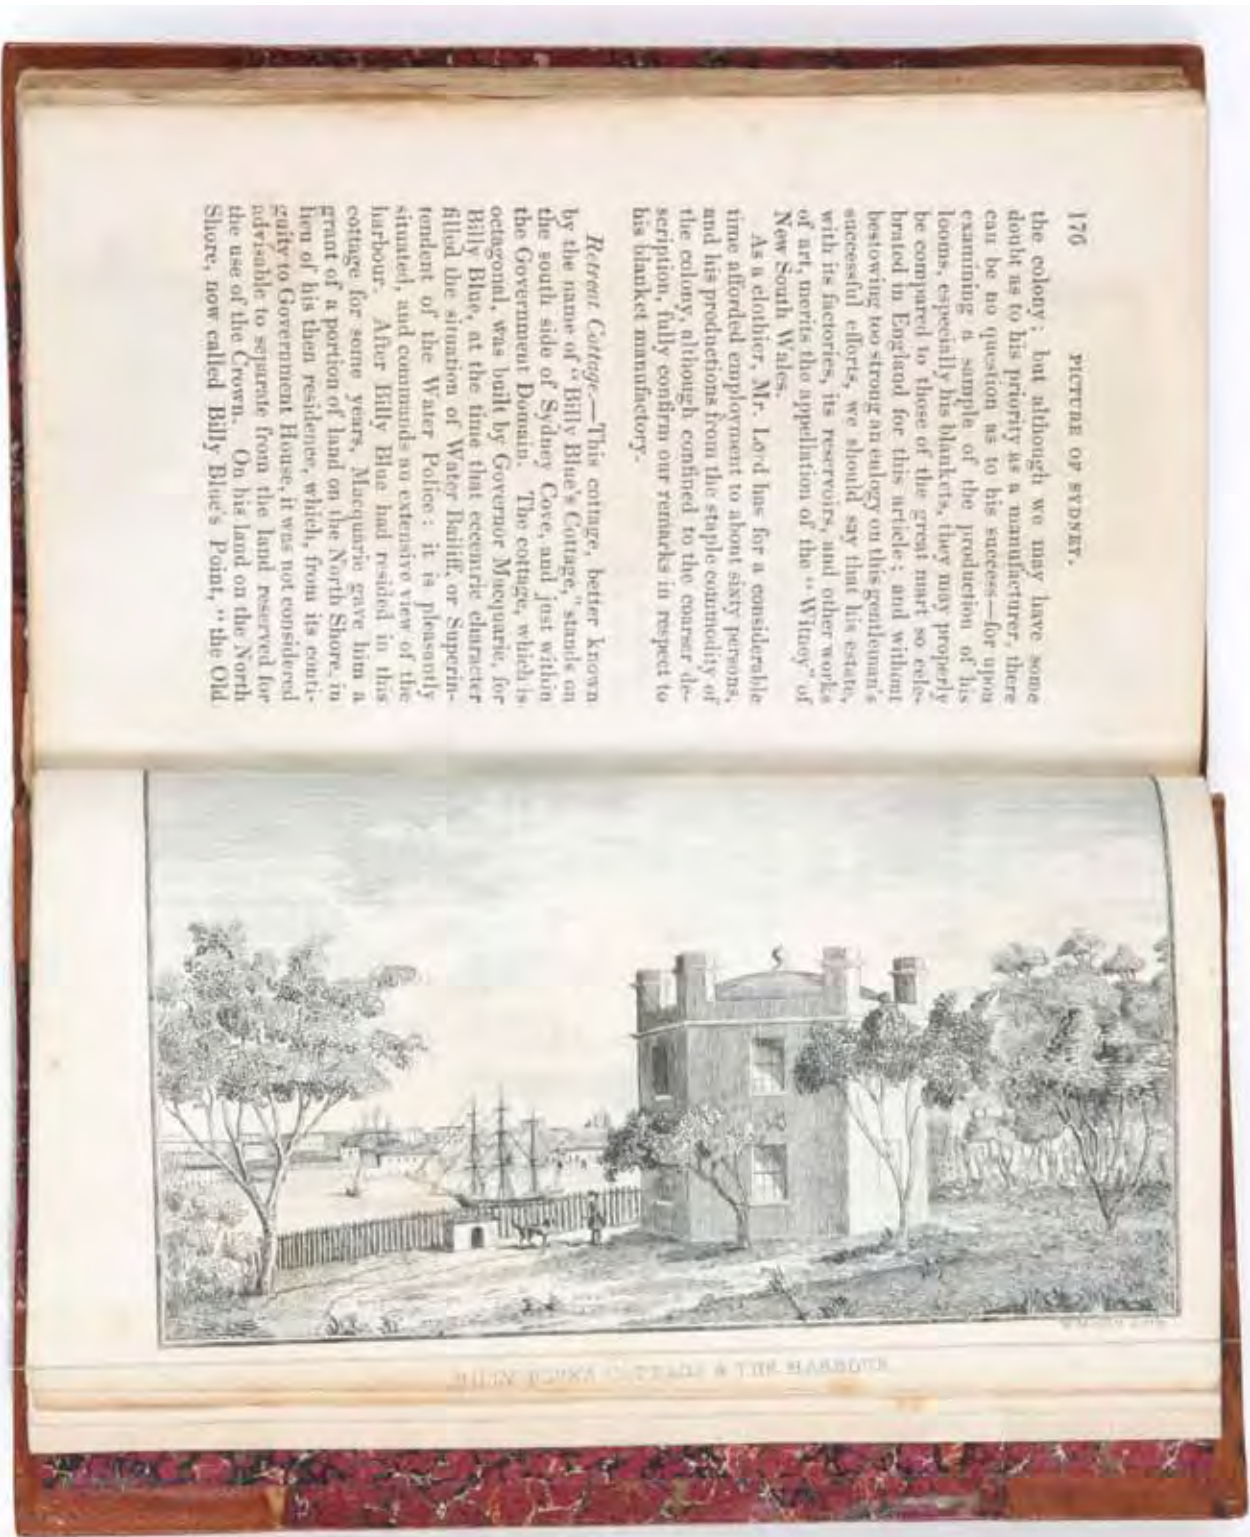 176 PICTURE OF SYDNEY.
the colony; but although we may have some
doubt as to his priority as a manufacturer, there
can be no question as to his success—for upon
examining a sample of the production of his
looms, especially his blankets, they may properly
be compared to those of the great mart so cele-
brated in England for this article; and without
bestowing too strong an eulogy on this gentleman's
successful efforts, we should say that his estate,
with its factories, its reservoirs, and other works
of art, merits the appellation of the "Witney" of
New South Wales.
As a clothier, Mr. Lord has for a considerable
time afforded employment to about sixty persons,
and his productions from the staple commodity of
the colony, although confined to the coarser de-
scription, fully confirm our remarks in respect to
his blanket manufactory.
Retreat Cottage.—This cottage, better known
by the name of "Billy Blue's Cottage," stands on
the south side of Sydney Cove, and just within
the Government Domain. The cottage, which is
octagonal, was built by Governor Macquarie, for
Billy Blue, at the time that eccentric character
filled the situation of Water Bailiff, or Superin-
tendent of the Water Police: it is pleasantly
situated, and commands an extensive view of the
harbour. After Billy Blue had resided in this
cottage for some years, Macquarie gave him a
grant of a portion of land on the North Shore, in
lieu of his then residence, which, from its conti-
guity to Government House, it was not considered
advisable to separate from the land reserved for
the use of the Crown. On his land on the North
Shore, now called Billy Blue's Point, "the Old
BILLY BLUE'S COTTAGE & THE HARBOUR